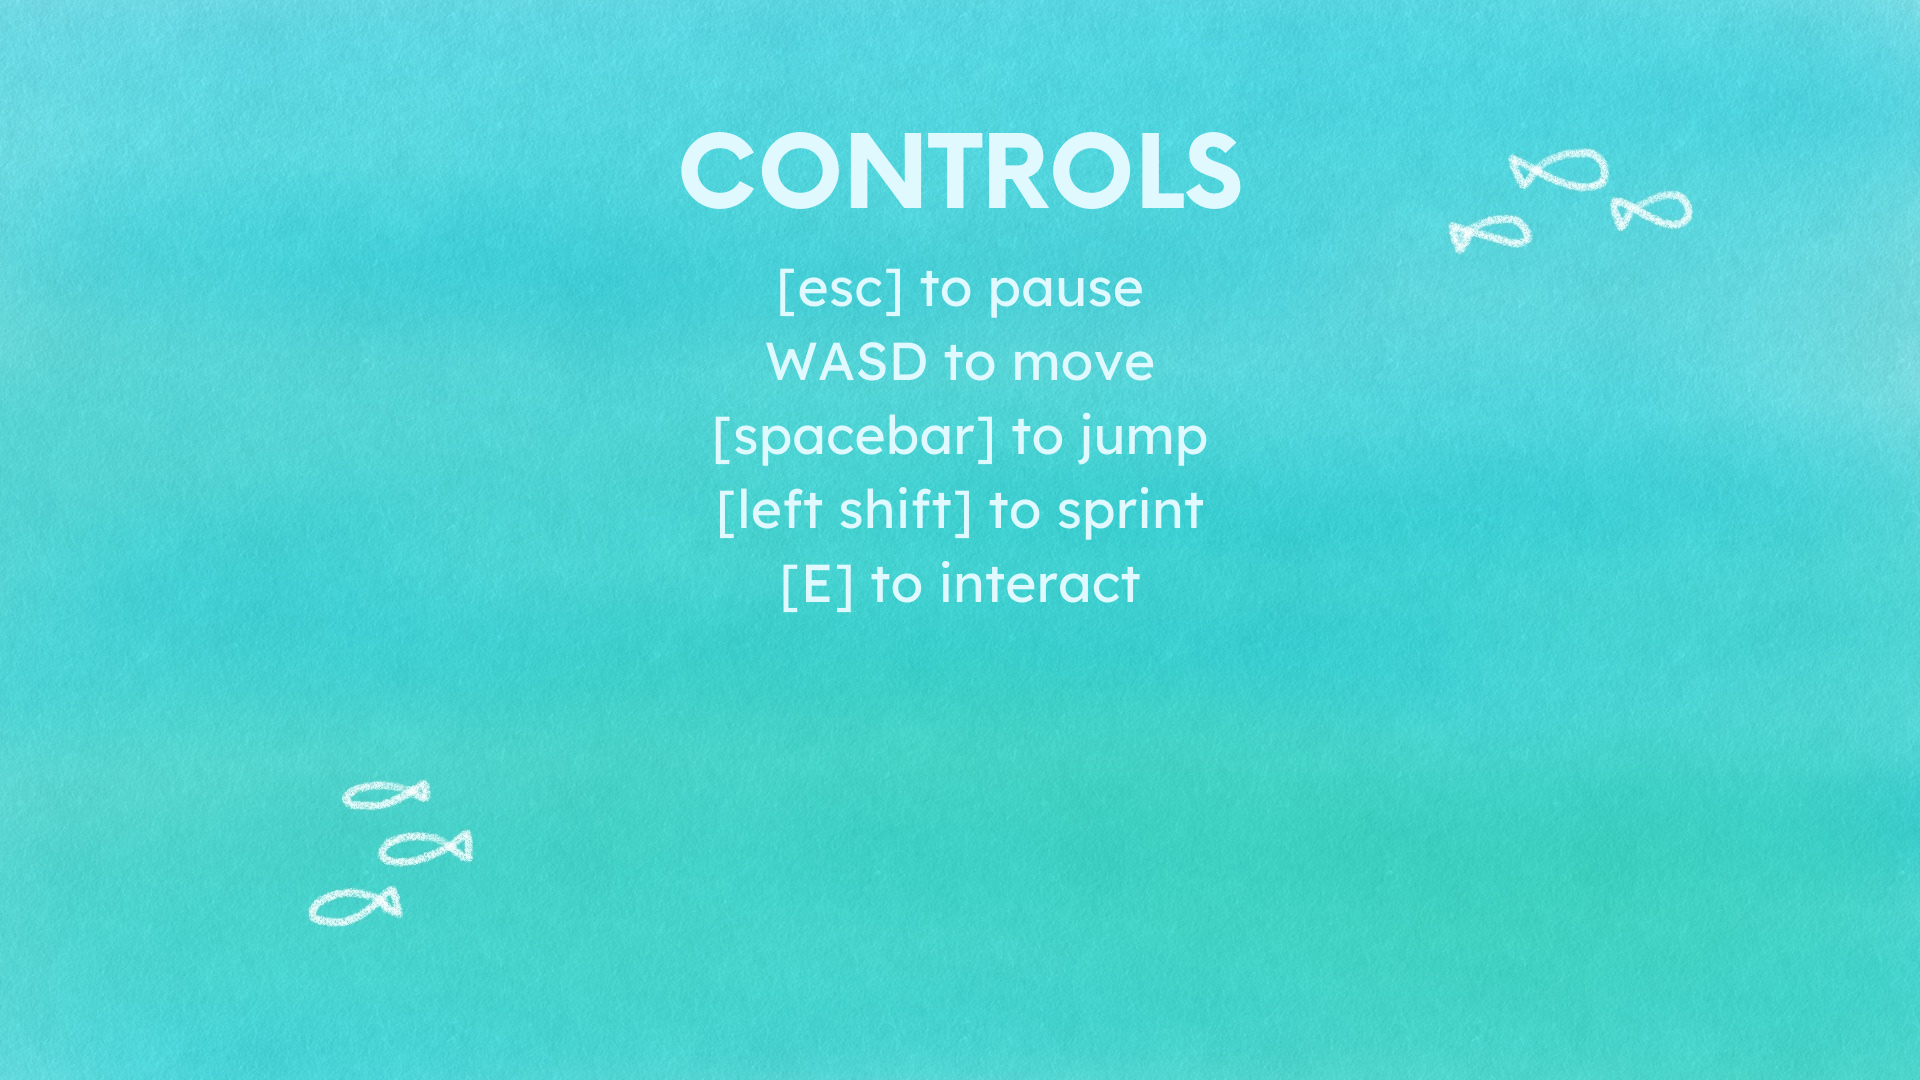 CONTROLS
[esc] to pause
WASD to move
[spacebar] to jump
[left shift] to sprint
[E] to interact